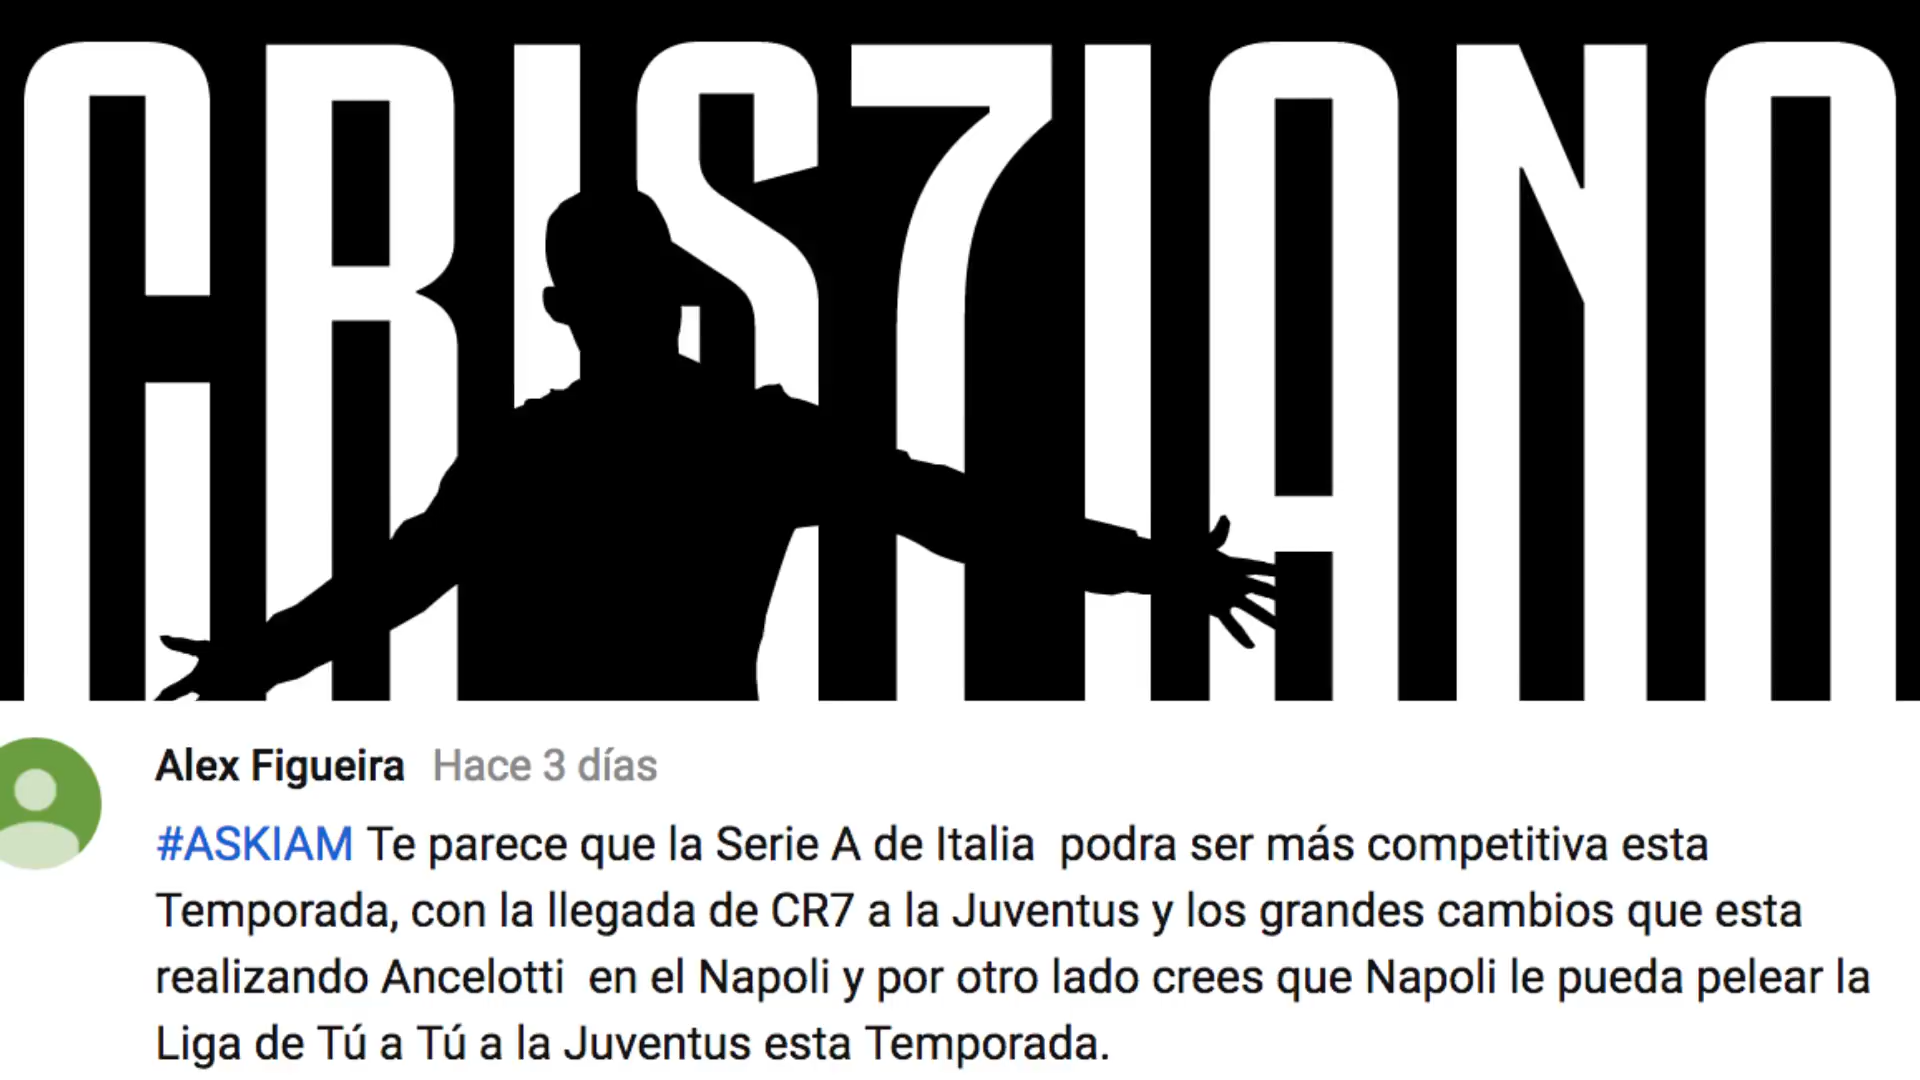 CRIS7IANO
Alex Figueira Hace 3 días
#ASKIAM Te parece que la Serie A de Italia podra ser más competitiva esta
Temporada, con la llegada de CR7 a la Juventus y los grandes cambios que esta
realizando Ancelotti en el Napoli y por otro lado crees que Napoli le pueda pelear la
Liga de Tú a Tú a la Juventus esta Temporada.